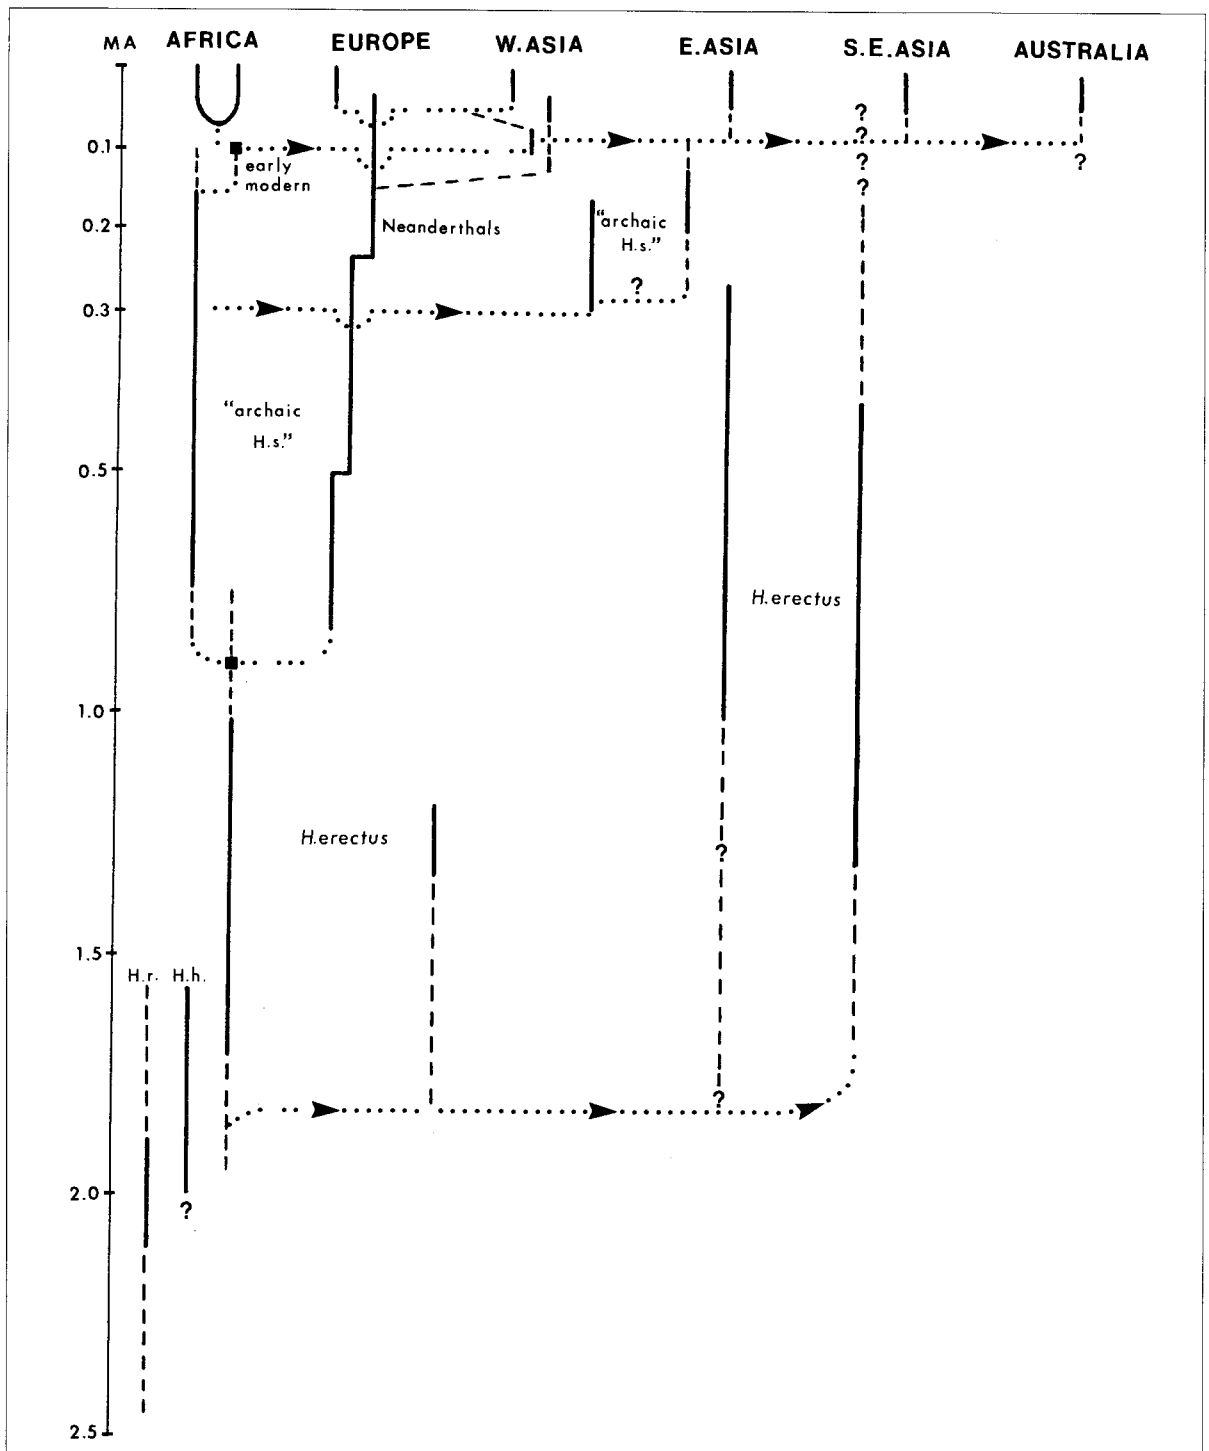 MA AFRICA EUROPE W.ASIA E.ASIA S.E.ASIA AUSTRALIA
?
?
0.1
early
modern
?
?
?
0.2
Neanderthals
“archaic
H.s.”
?
0.3
“archaic
H.s.”
0.5
H.erectus
1.0
H.erectus
?
1.5
H.r. H.h.
?
2.0
?
2.5